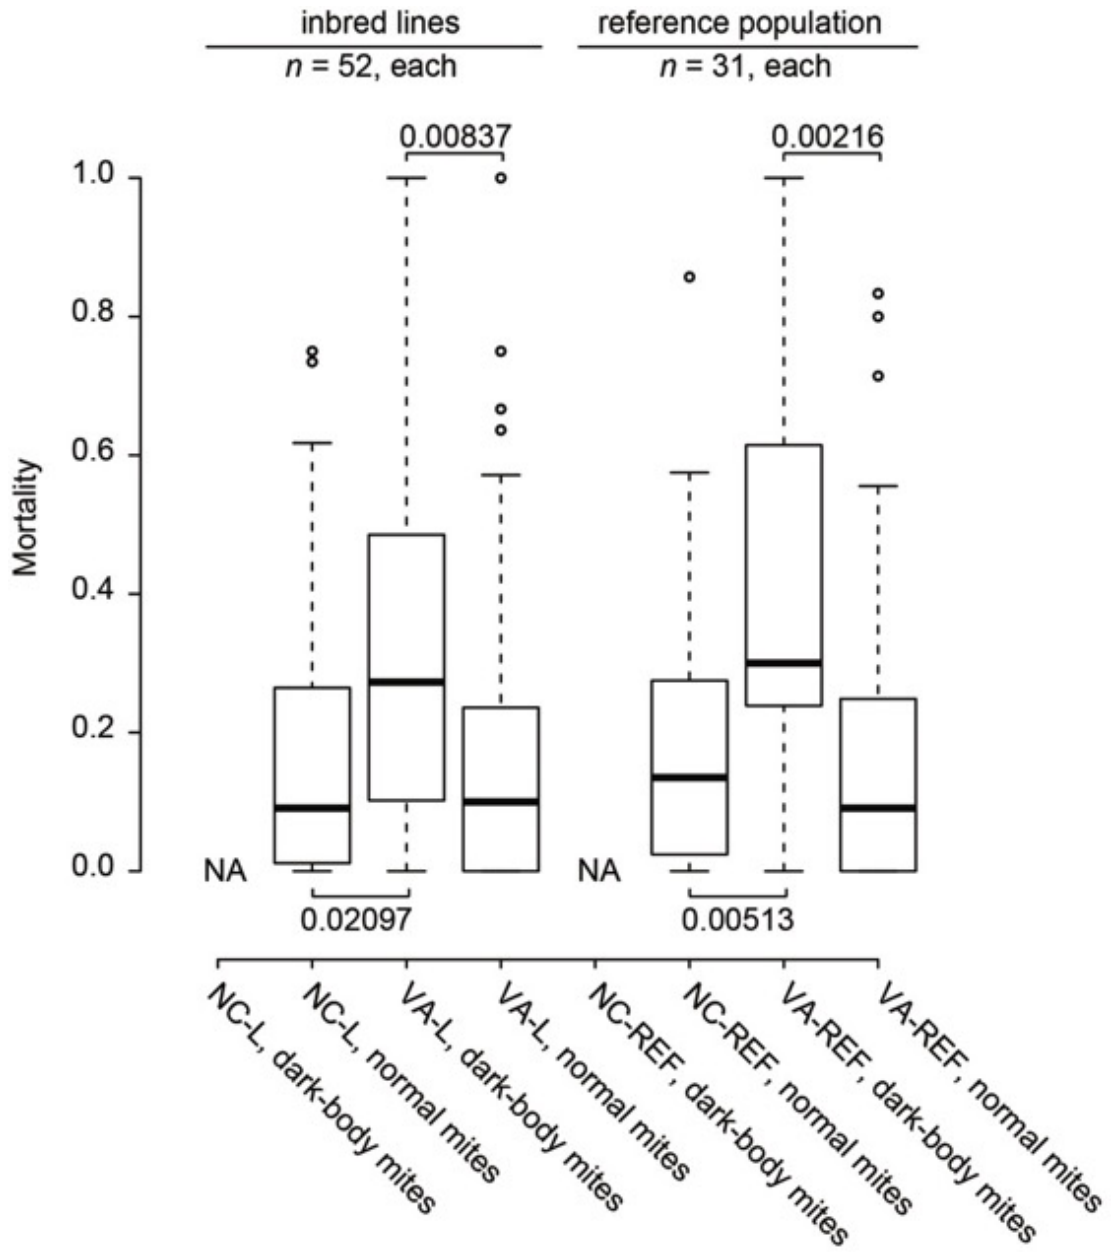 inbred lines
reference population
n = 52, each
n = 31, each
0.00837
0.00216
1.0
0.8
0.6
0.4
0.2
0.0
Mortality
NA
NA
0.02097
0.00513
NC-L, dark-body mites
NC-L, normal mites
VA-L, dark-body mites
VA-L, normal mites
NC-REF, dark-body mites
NC-REF, normal mites
VA-REF, dark-body mites
VA-REF, normal mites